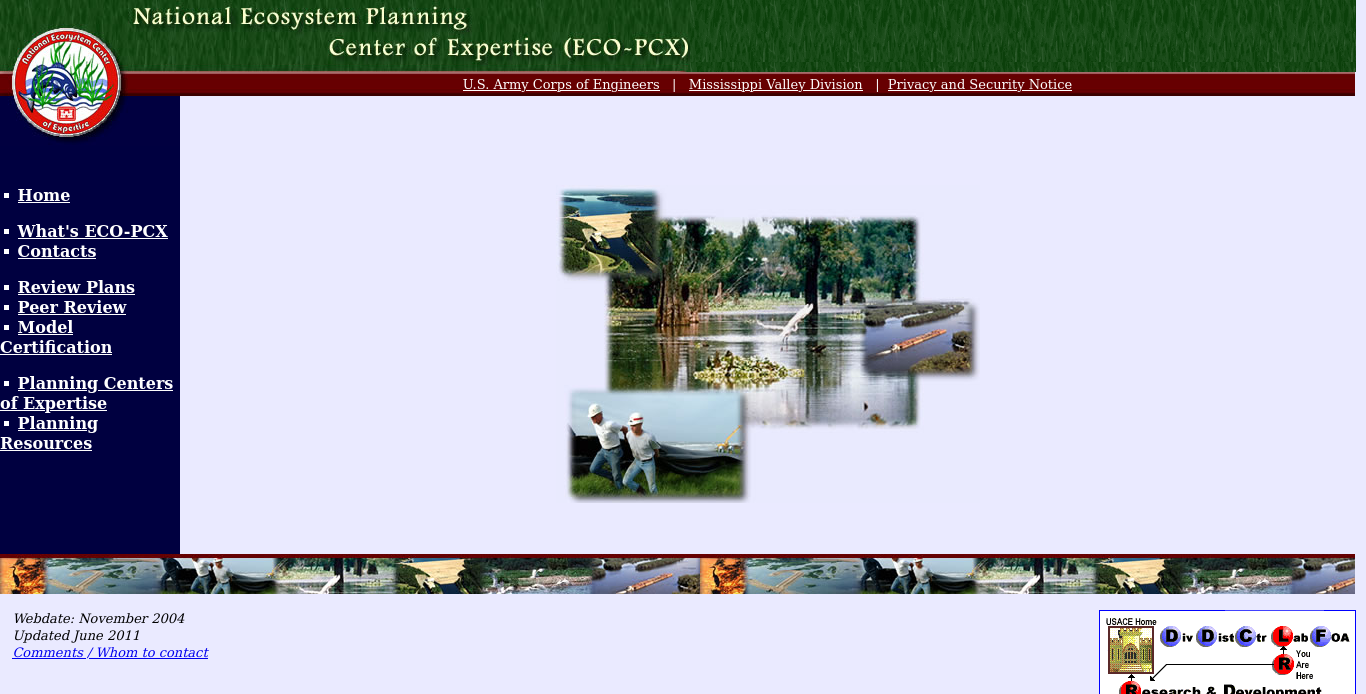 National Ecosystem Planning
Center of Expertise (ECO-PCX)
National Ecosystem Center
of Expertise
U.S. Army Corps of Engineers | Mississippi Valley Division | Privacy and Security Notice
Home
What's ECO-PCX
Contacts
Review Plans
Peer Review
Model
Certification
Planning Centers
of Expertise
Planning
Resources
Webdate: November 2004
Updated June 2011
Comments / Whom to contact
USACE Home
Div DistCtr Lab FOA
R
You
Are
Here
Research & Development